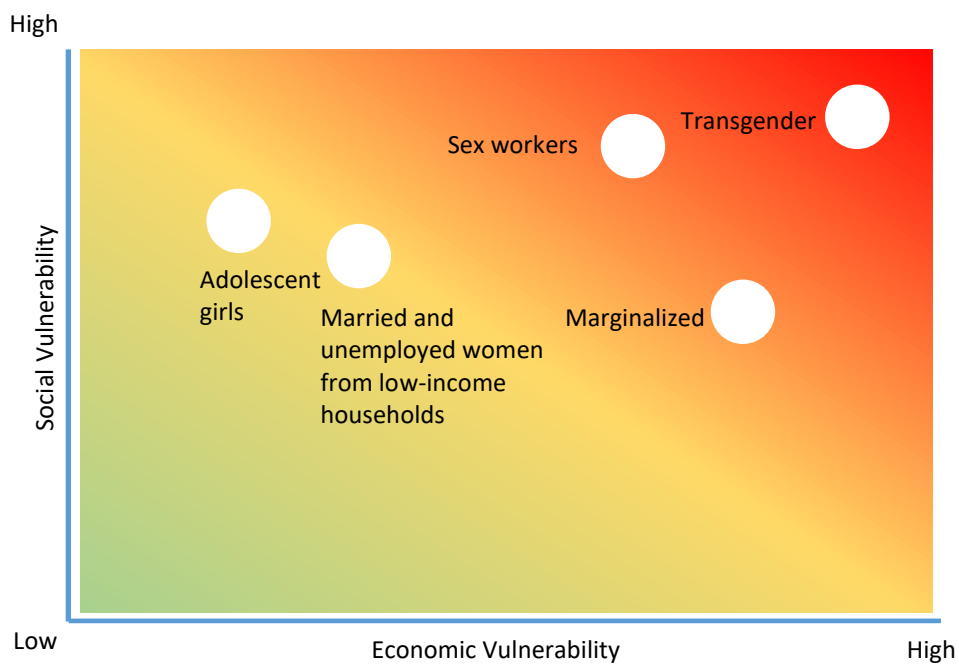 High
Transgender
Sex workers
Adolescent
girls
Married and
unemployed women
from low-income
households
Marginalized
Social Vulnerability
Low
Economic Vulnerability
High